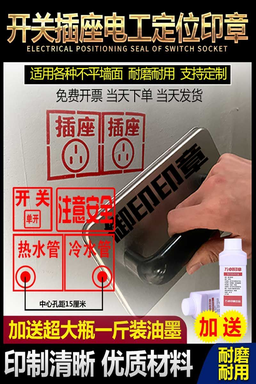 开关插座电工定位印章
ELECTRICAL POSITIONING SEAL OF SWITCH SOCKET
适用各种不平墙面 耐磨耐用 支持定制
免费开票 当天下单 当天发货
插座 插座
开关
单开
注意安全
热水管 冷水管
中心孔距15厘米
加送超大瓶一斤装油墨
加送
印制清晰 优质材料
耐磨
耐用